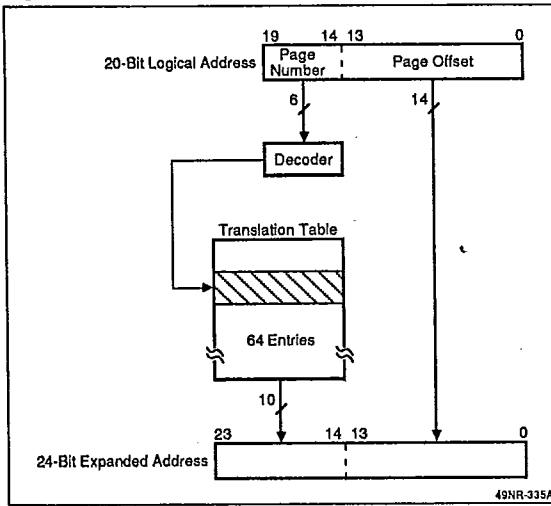 19 14 13 0
20-Bit Logical Address
Page Number
Page Offset
6
14
Decoder
Translation Table
64 Entries
10
23 14 13 0
24-Bit Expanded Address
49NR-335A